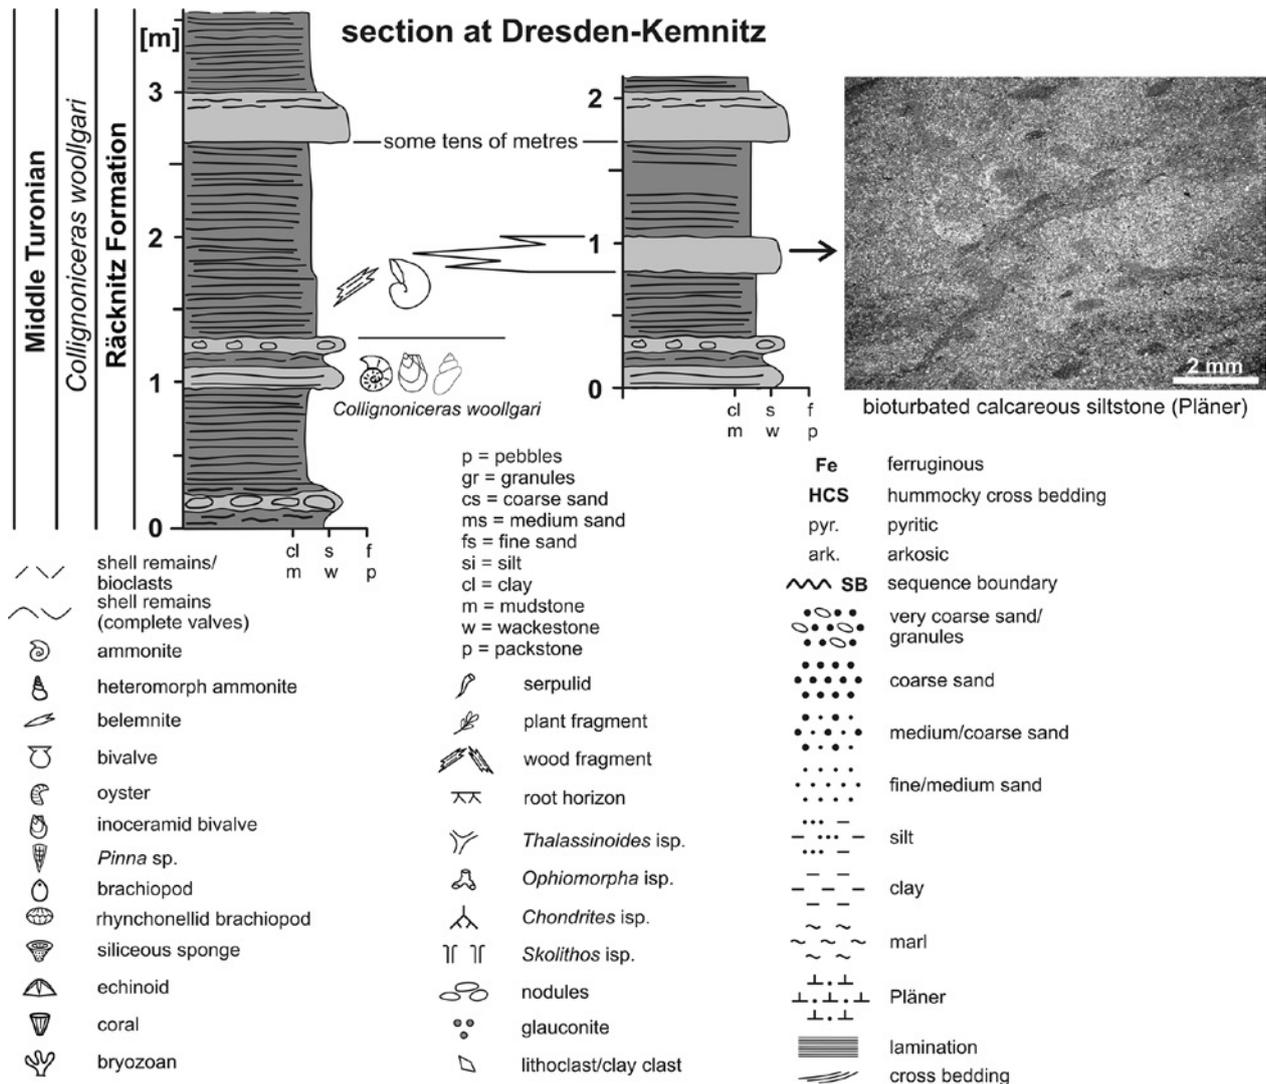 section at Dresden-Kemnitz
[m]
3
2
1
0
Middle Turonian
Collignoniceras woollgari
Räcknitz Formation
some tens of metres
2
1
0
Collignoniceras woollgari
cl s f
m w p
cl s f
m w p
2 mm
bioturbated calcareous siltstone (Pläner)
shell remains/
bioclasts
shell remains
(complete valves)
ammonite
heteromorph ammonite
belemnite
bivalve
oyster
inoceramid bivalve
Pinna sp.
brachiopod
rhynchonellid brachiopod
siliceous sponge
echinoid
coral
bryozoan
p = pebbles
gr = granules
cs = coarse sand
ms = medium sand
fs = fine sand
si = silt
cl = clay
m = mudstone
w = wackestone
p = packstone
serpulid
plant fragment
wood fragment
root horizon
Thalassinoides isp.
Ophiomorpha isp.
Chondrites isp.
Skolithos isp.
nodules
glauconite
lithoclast/clay clast
Fe ferruginous
HCS hummocky cross bedding
pyr. pyritic
ark. arkosic
SB sequence boundary
very coarse sand/
granules
coarse sand
medium/coarse sand
fine/medium sand
silt
clay
marl
Pläner
lamination
cross bedding